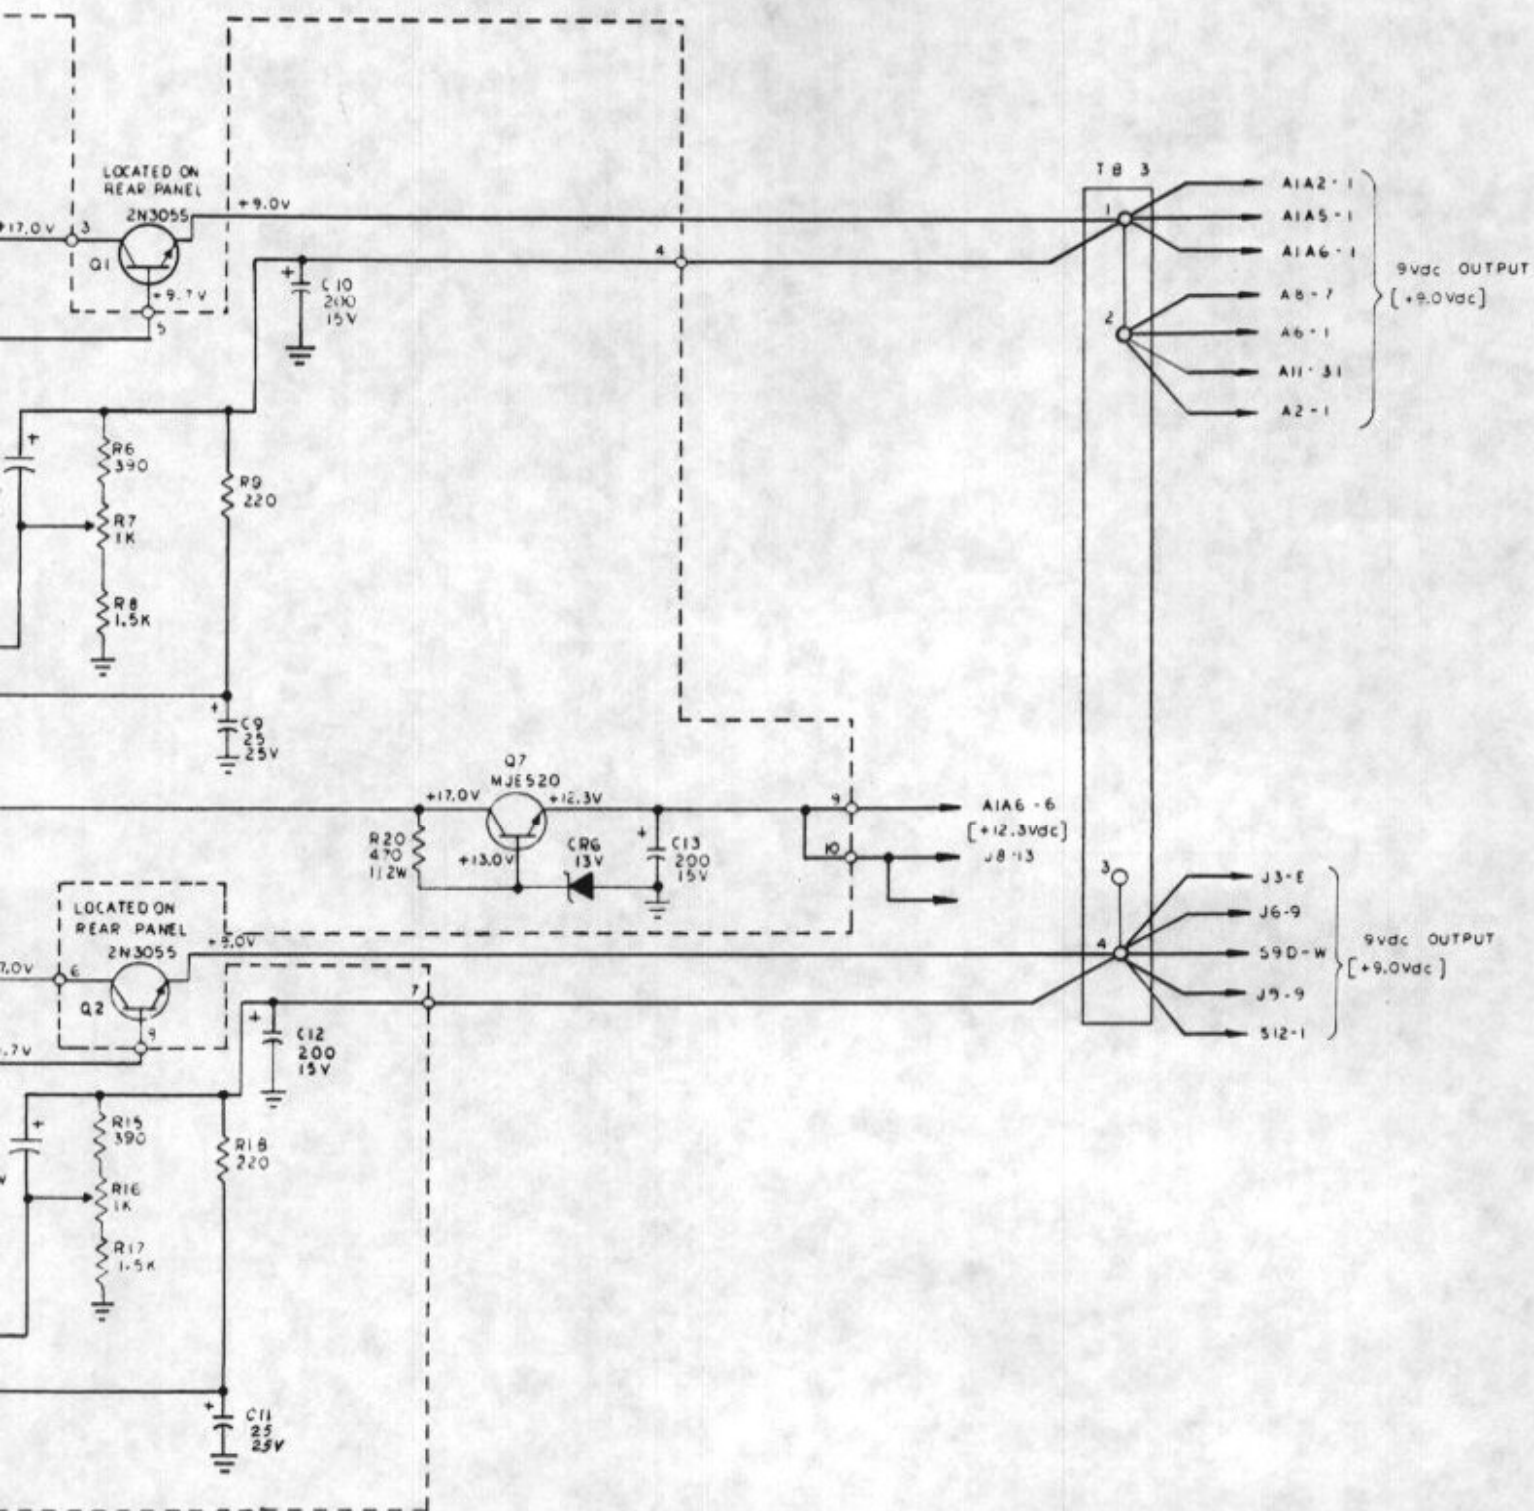 LOCATED ON
REAR PANEL
2N3055
+9.0V
+17.0V
3
Q1
+9.7V
5
4
+
C10
200
15V
TB 3
1
A1A2-1
A1A5-1
A1A6-1
2
A6-1
A11-31
A2-1
9Vdc OUTPUT
[+9.0Vdc]
+
R6
390
R7
1K
R8
1.5K
R9
220
+
C9
25
25V
Q7
MJE520
+17.0V
+12.3V
+13.0V
R20
470
1/2W
CR6
13V
+
C13
200
15V
9
A1A6-6
[+12.3Vdc]
10
J8-13
LOCATED ON
REAR PANEL
2N3055
+9.0V
7.0V
6
Q2
.7V
7
+
C12
200
15V
3
4
J3-E
J6-9
S9D-W
J5-9
S12-1
9Vdc OUTPUT
[+9.0Vdc]
+
R15
390
R16
1K
R17
1.5K
R18
220
+
C11
25
25V